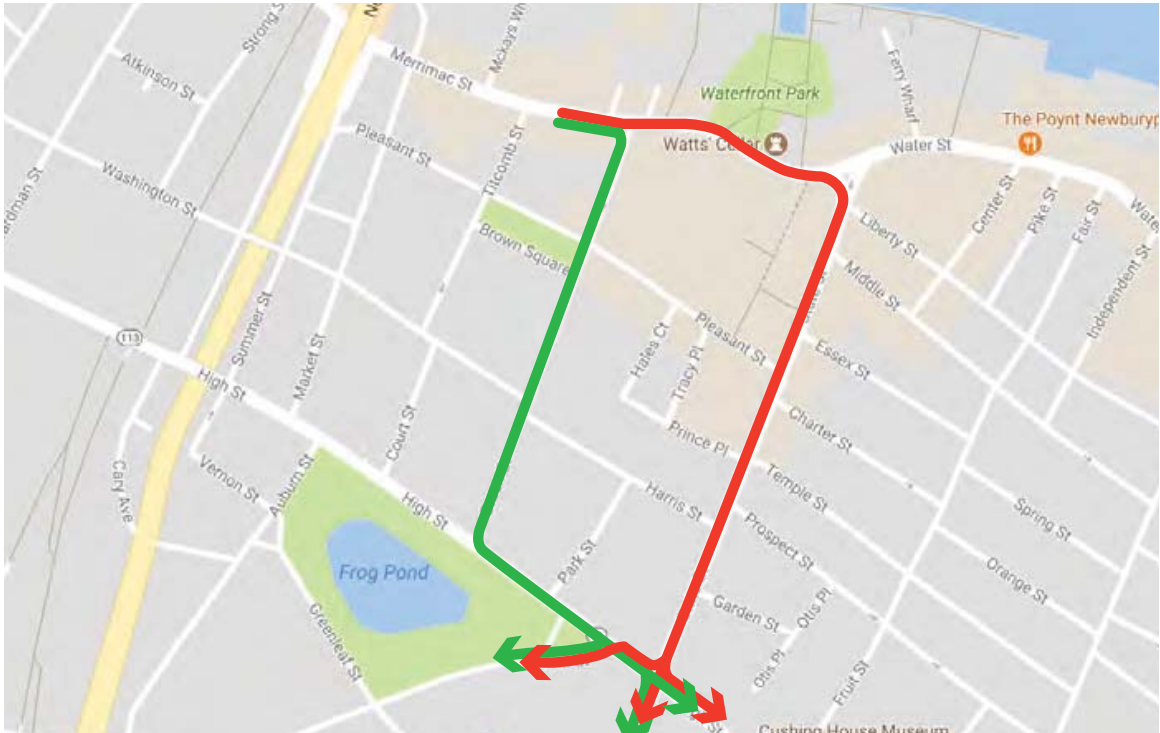 Strong S
Atkinson St
Mckays W
Merrimac St
Ferry Wharf
Waterfront Park
The Poynt Newburyp
Watts' Cellar
Water St
Pleasant St
Titcomb St
Washington St
ardman St
Center St
Pike St
Fair St
Wate
Liberty St
Brown Square
Middle St
Independent St
Summer St
Market St
Hales Ct
Tracy Pl
Pleasant St
Essex St
113
High St
Charter St
Court St
Prince Pl
Temple St
Cary Ave
Vernon St
Auburn St
High St
Harris St
Prospect St
Spring St
Park St
Orange St
Frog Pond
Garden St
Otis Pl
Greenleaf St
Otis Pl
Fruit St
Cushing House Museum